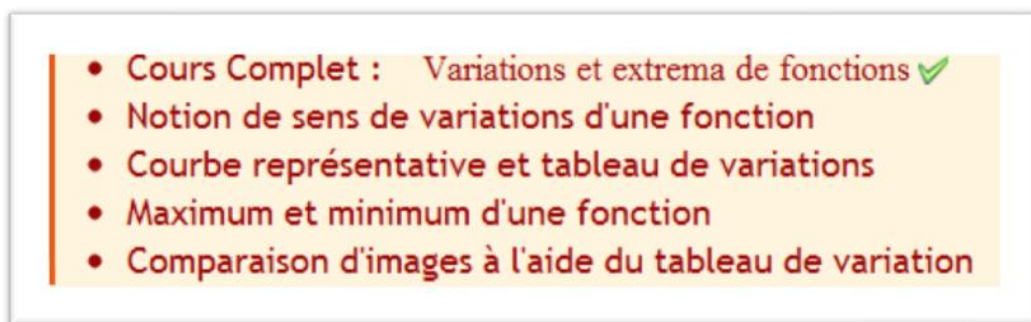 • Cours Complet : Variations et extrema de fonctions
• Notion de sens de variations d'une fonction
• Courbe représentative et tableau de variations
• Maximum et minimum d'une fonction
• Comparaison d'images à l'aide du tableau de variation